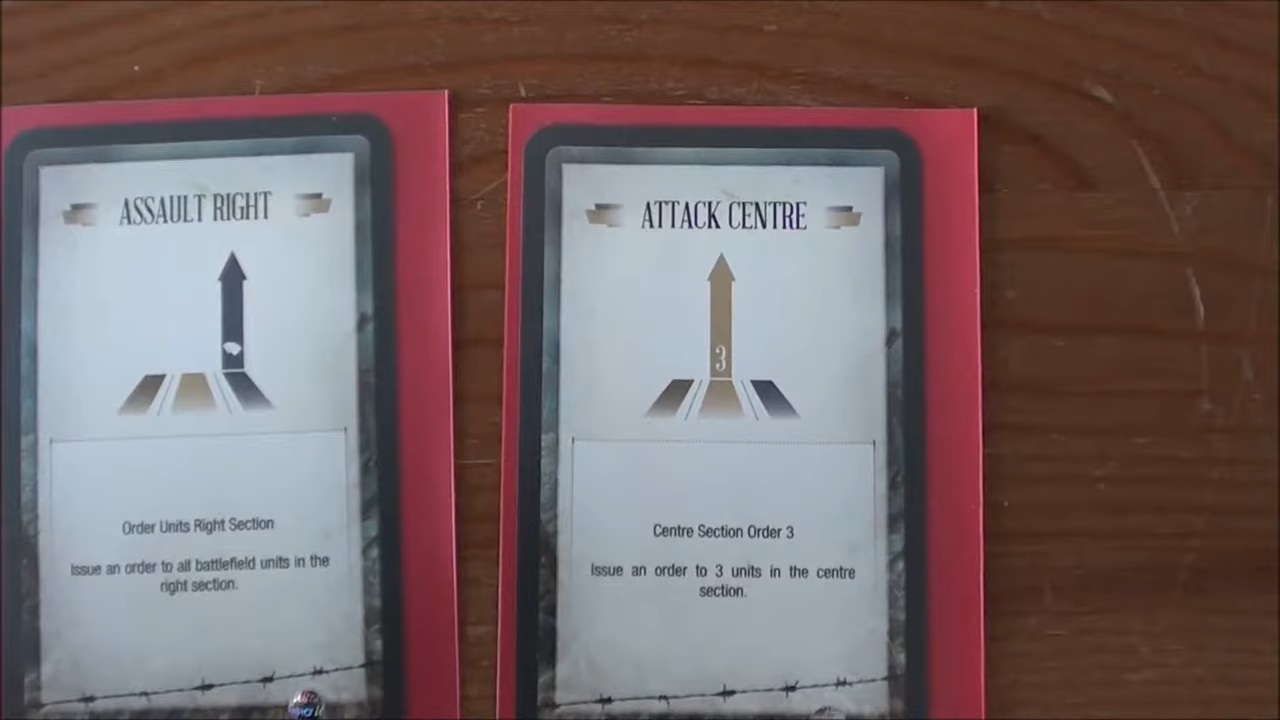 ASSAULT RIGHT
Order Units Right Section
Issue an order to all battlefield units in the
right section.
ATTACK CENTRE
3
Centre Section Order 3
Issue an order to 3 units in the centre
section.